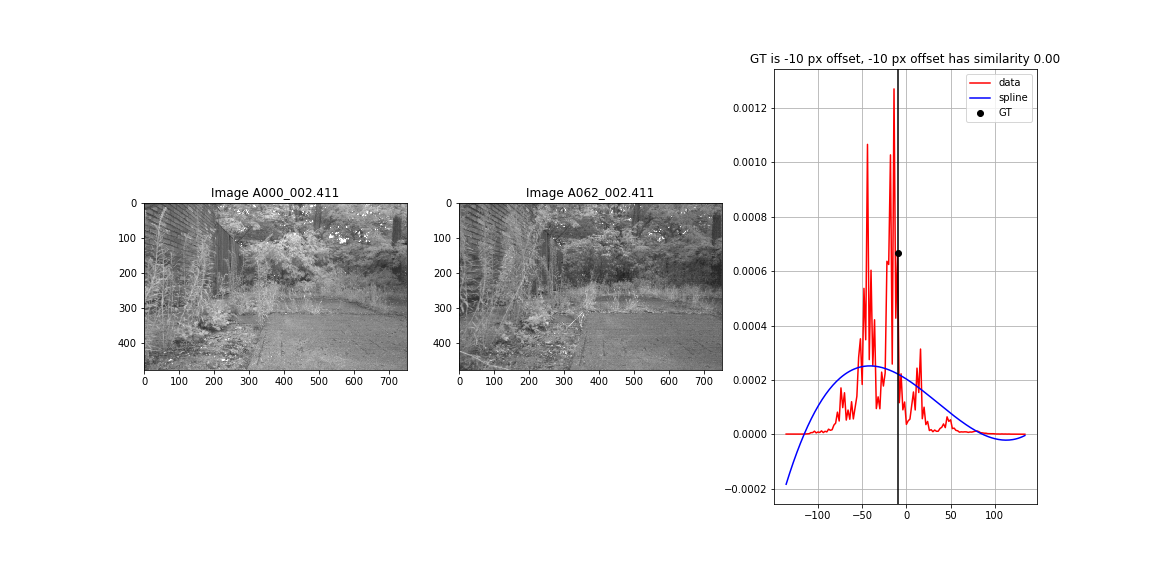 Image A000_002.411
0
100
200
300
400
0 100 200 300 400 500 600 700
Image A062_002.411
0
100
200
300
400
0 100 200 300 400 500 600 700
GT is -10 px offset, -10 px offset has similarity 0.00
data
spline
GT
0.0012
0.0010
0.0008
0.0006
0.0004
0.0002
0.0000
−0.0002
−100 −50 0 50 100